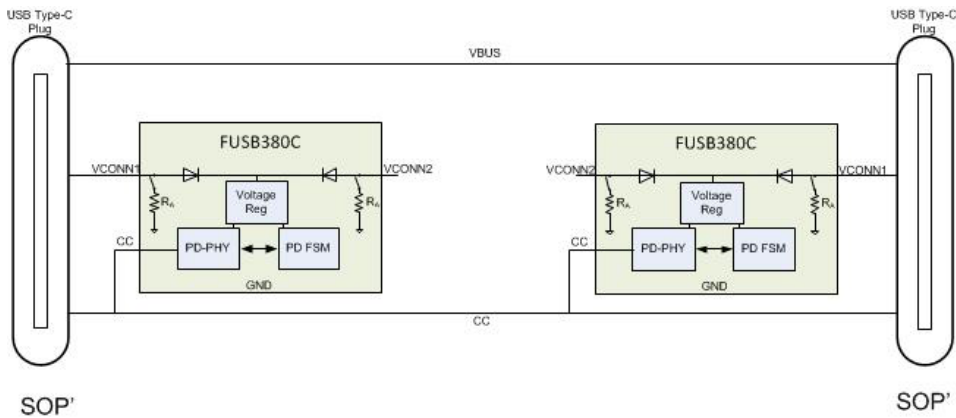 USB Type-C
Plug
USB Type-C
Plug
VBUS
FUSB380C
VCONN1
VCONN2
RA
RA
Voltage
Reg
CC
PD-PHY
PD FSM
GND
FUSB380C
VCONN2
VCONN1
RA
RA
Voltage
Reg
CC
PD-PHY
PD FSM
GND
CC
SOP'
SOP'